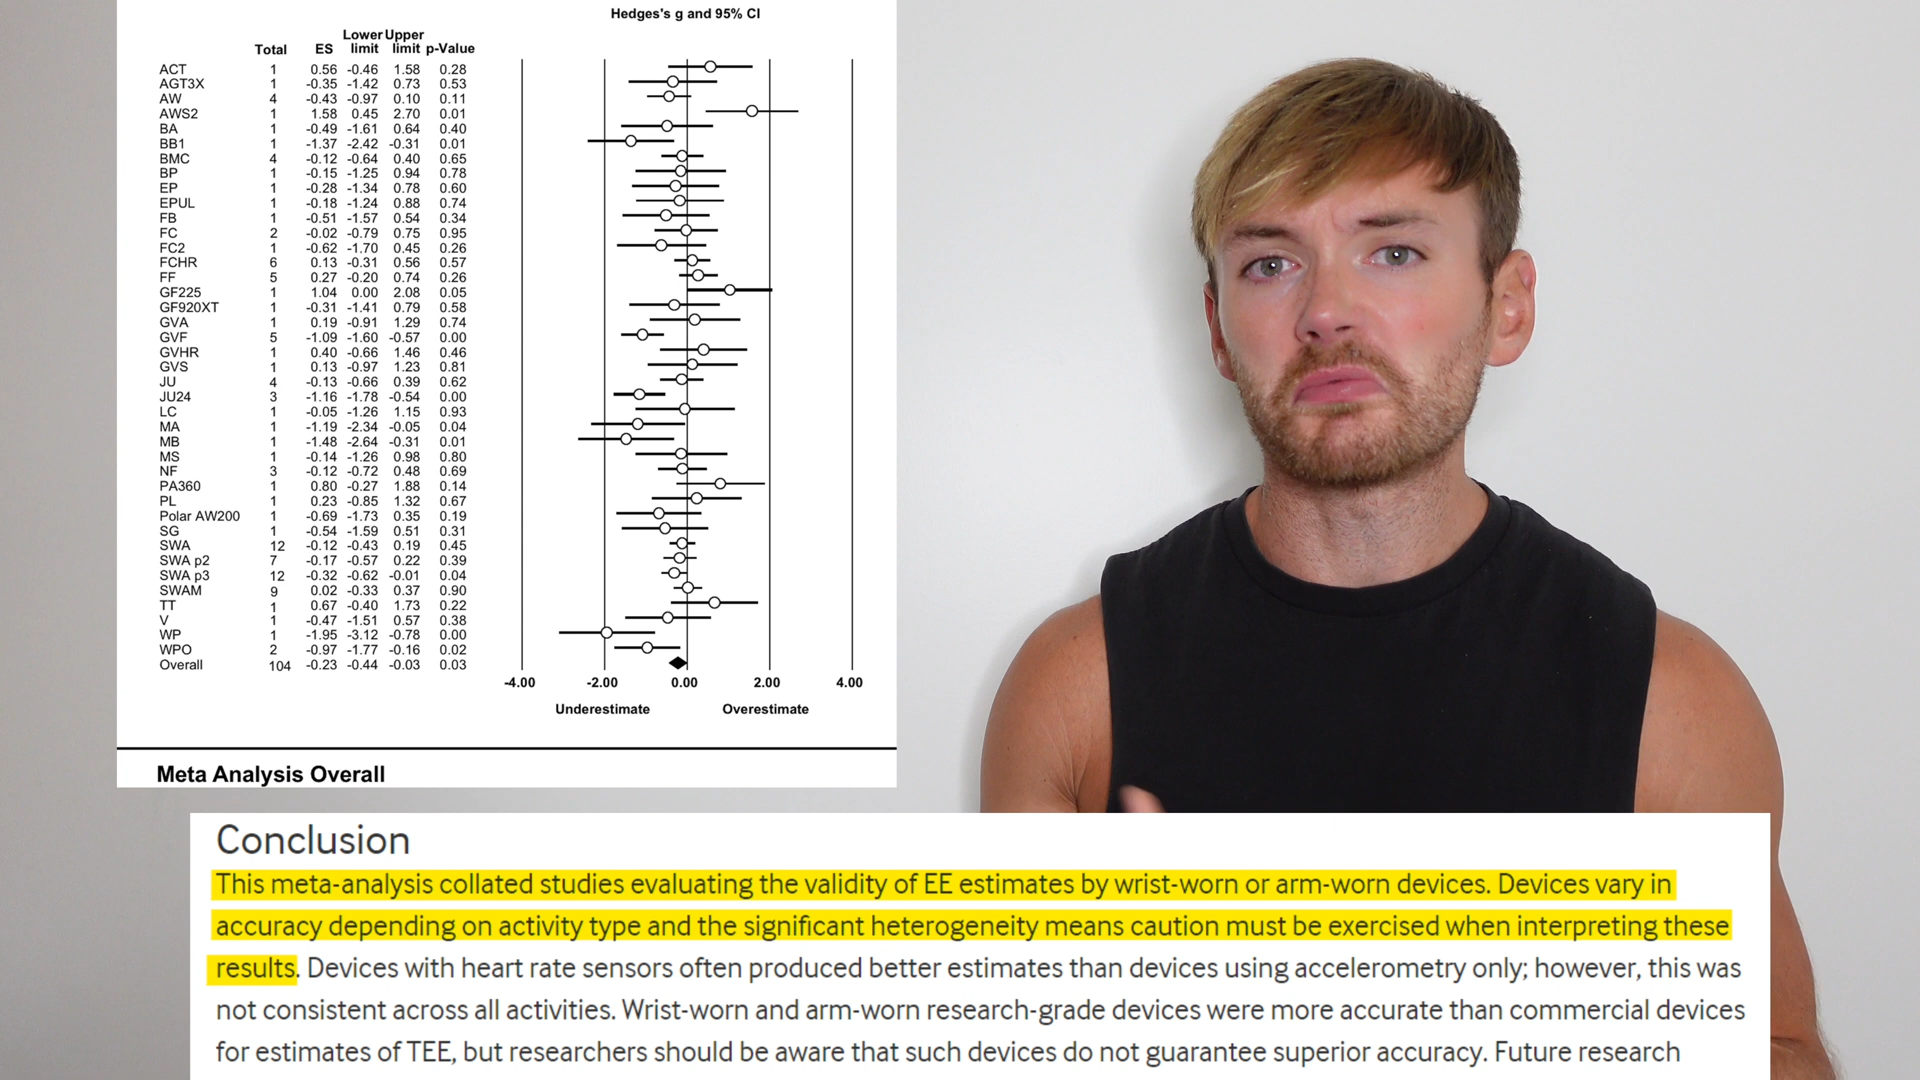 Hedges's g and 95% CI
Lower Upper
Total ES limit limit p-Value
ACT 1 0.56 -0.46 1.58 0.28
AGT3X 1 -0.35 -1.42 0.73 0.53
AW 4 -0.43 -0.97 0.10 0.11
AWS2 1 1.58 0.45 2.70 0.01
BA 1 -0.49 -1.61 0.64 0.40
BB1 1 -1.37 -2.42 -0.31 0.01
BMC 4 -0.12 -0.64 0.40 0.65
BP 1 -0.15 -1.25 0.94 0.78
EP 1 -0.28 -1.34 0.78 0.60
EPUL 1 -0.18 -1.24 0.88 0.74
FB 1 -0.51 -1.57 0.54 0.34
FC 2 -0.02 -0.79 0.75 0.95
FC2 1 -0.62 -1.70 0.45 0.26
FCHR 6 0.13 -0.31 0.56 0.57
FF 5 0.27 -0.20 0.74 0.26
GF225 1 1.04 0.00 2.08 0.05
GF920XT 1 -0.31 -1.41 0.79 0.58
GVA 1 0.19 -0.91 1.29 0.74
GVF 5 -1.09 -1.60 -0.57 0.00
GVHR 1 0.40 -0.66 1.46 0.46
GVS 1 0.13 -0.97 1.23 0.81
JU 4 -0.13 -0.66 0.39 0.62
JU24 3 -1.16 -1.78 -0.54 0.00
LC 1 -0.05 -1.26 1.15 0.93
MA 1 -1.19 -2.34 -0.05 0.04
MB 1 -1.48 -2.64 -0.31 0.01
MS 1 -0.14 -1.26 0.98 0.80
NF 3 -0.12 -0.72 0.48 0.69
PA360 1 0.80 -0.27 1.88 0.14
PL 1 0.23 -0.85 1.32 0.67
Polar AW200 1 -0.69 -1.73 0.35 0.19
SG 1 -0.54 -1.59 0.51 0.31
SWA 12 -0.12 -0.43 0.19 0.45
SWA p2 7 -0.17 -0.57 0.22 0.39
SWA p3 12 -0.32 -0.62 -0.01 0.04
SWAM 9 0.02 -0.33 0.37 0.90
TT 1 0.67 -0.40 1.73 0.22
V 1 -0.47 -1.51 0.57 0.38
WP 1 -1.95 -3.12 -0.78 0.00
WPO 2 -0.97 -1.77 -0.16 0.02
Overall 104 -0.23 -0.44 -0.03 0.03
-4.00 -2.00 0.00 2.00 4.00
Underestimate Overestimate
Meta Analysis Overall
Conclusion
This meta-analysis collated studies evaluating the validity of EE estimates by wrist-worn or arm-worn devices. Devices vary in
accuracy depending on activity type and the significant heterogeneity means caution must be exercised when interpreting these
results. Devices with heart rate sensors often produced better estimates than devices using accelerometry only; however, this was
not consistent across all activities. Wrist-worn and arm-worn research-grade devices were more accurate than commercial devices
for estimates of TEE, but researchers should be aware that such devices do not guarantee superior accuracy. Future research